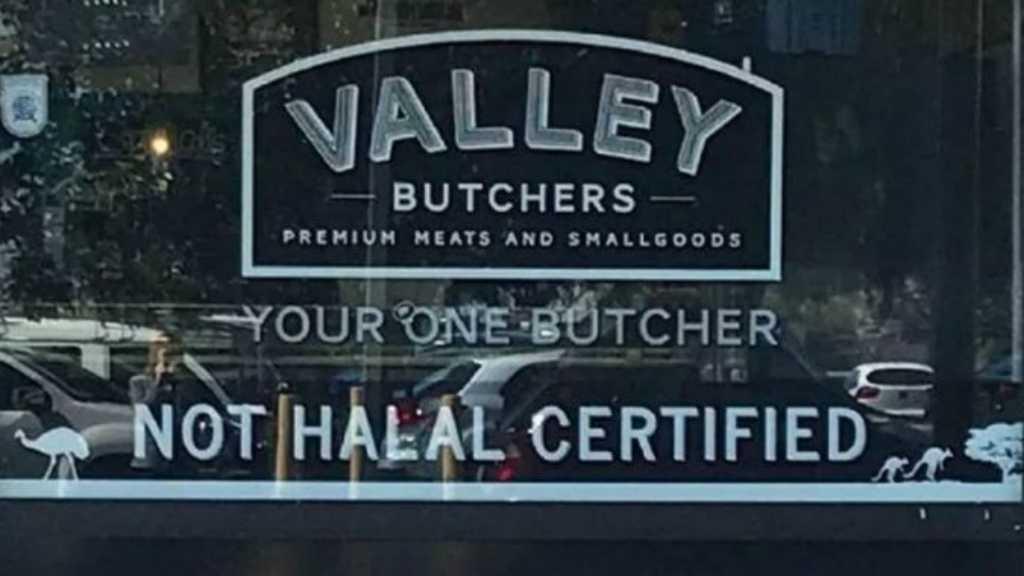 VALLEY
BUTCHERS
PREMIUM MEATS AND SMALLGOODS
YOUR ONE BUTCHER
NOT HALAL CERTIFIED